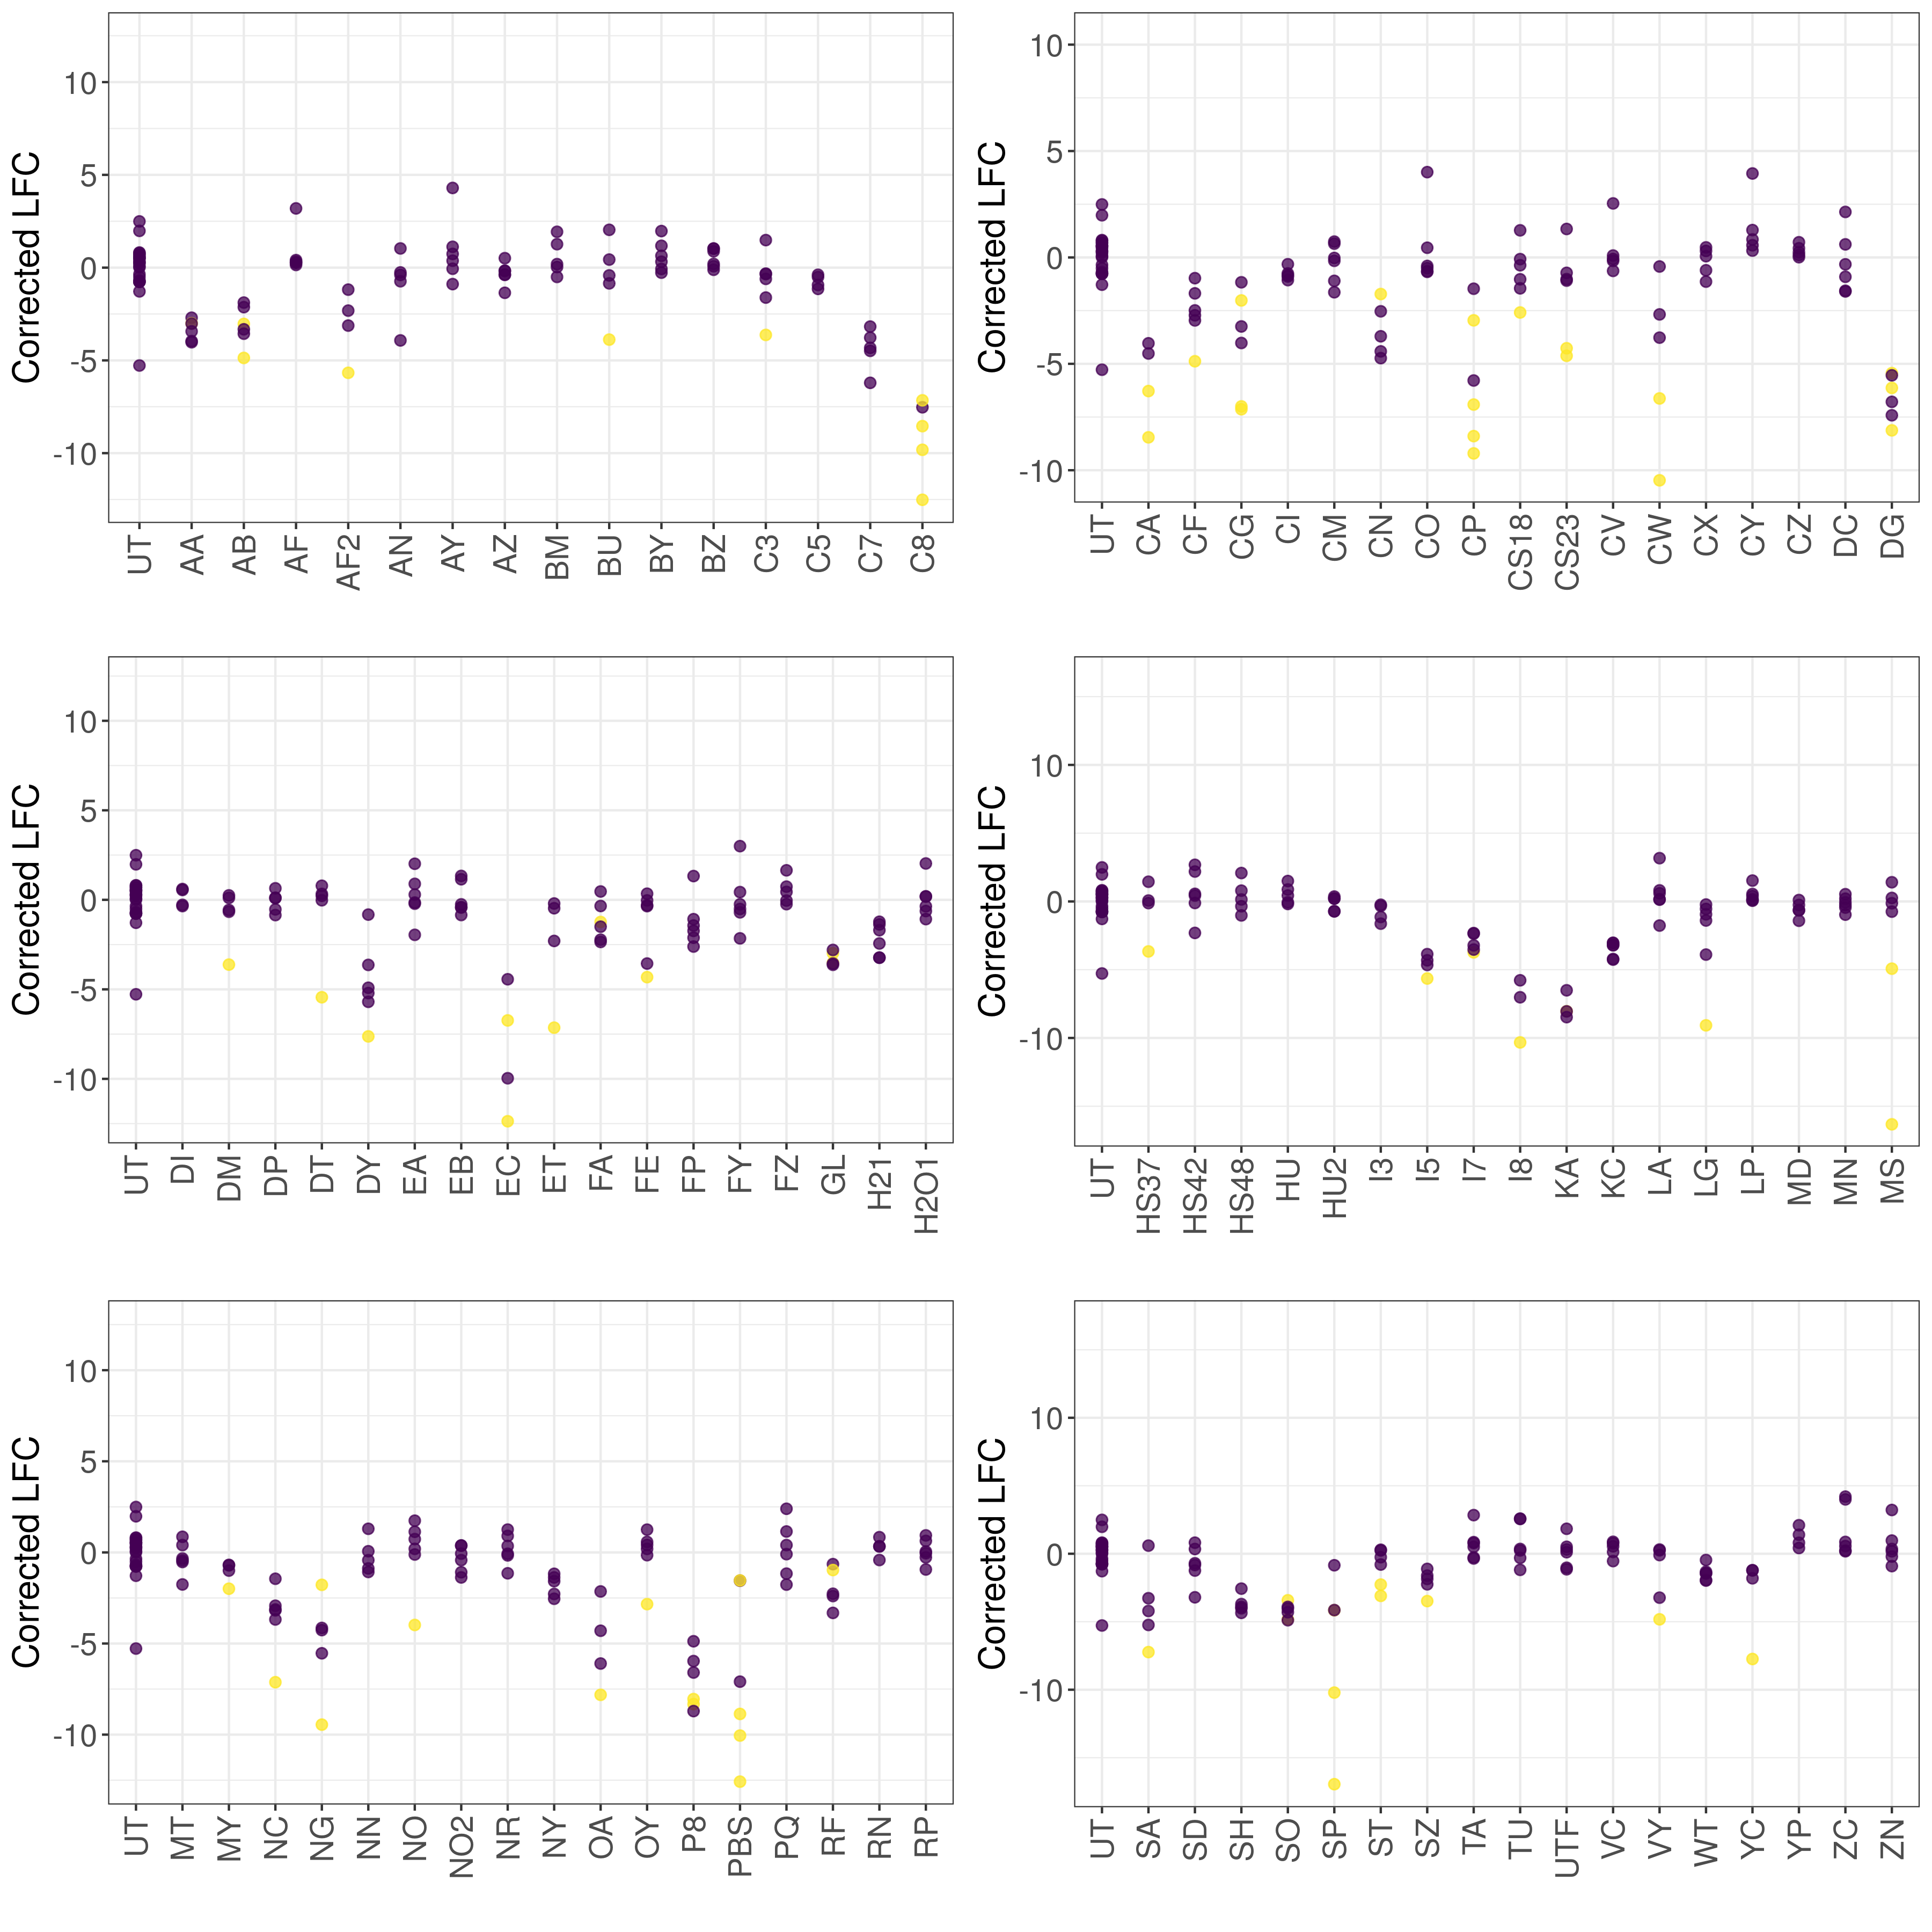 Corrected LFC
10
5
0
-5
-10
UT AA AB AF AF2 AN AY AZ BM BU BY BZ C3 C5 C7 C8
Corrected LFC
10
5
0
-5
-10
UT CA CF CG CI CM CN CO CP CS18 CS23 CV CW CX CY CZ DC DG
Corrected LFC
10
5
0
-5
-10
UT DI DM DP DT DY EA EB EC ET FA FE FP FY FZ GL H21 H2O1
Corrected LFC
10
0
-10
UT HS37 HS42 HS48 HU HU2 I3 I5 I7 I8 KA KC LA LG LP MD MN MS
Corrected LFC
10
5
0
-5
-10
UT MT MY NC NG NN NO NO2 NR NY OA OY P8 PBS PQ RF RN RP
Corrected LFC
10
0
-10
UT SA SD SH SO SP ST SZ TA TU UTF VC VY WT YC YP ZC ZN